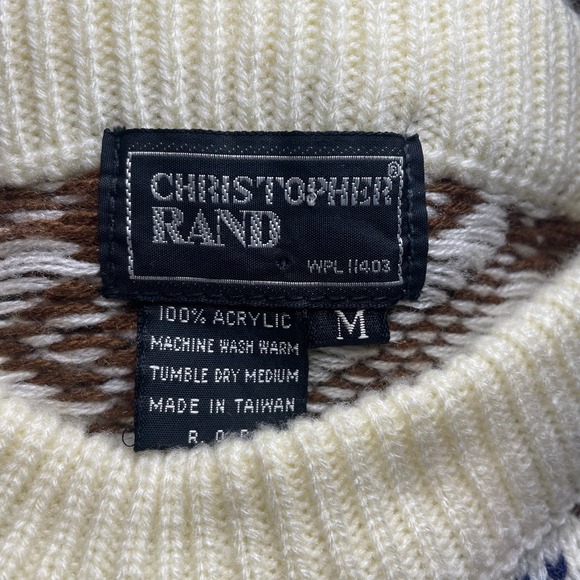 CHRISTOPHER®
RAND
WPL 11403
100% ACRYLIC
M
MACHINE WASH WARM
TUMBLE DRY MEDIUM
MADE IN TAIWAN
R. O.